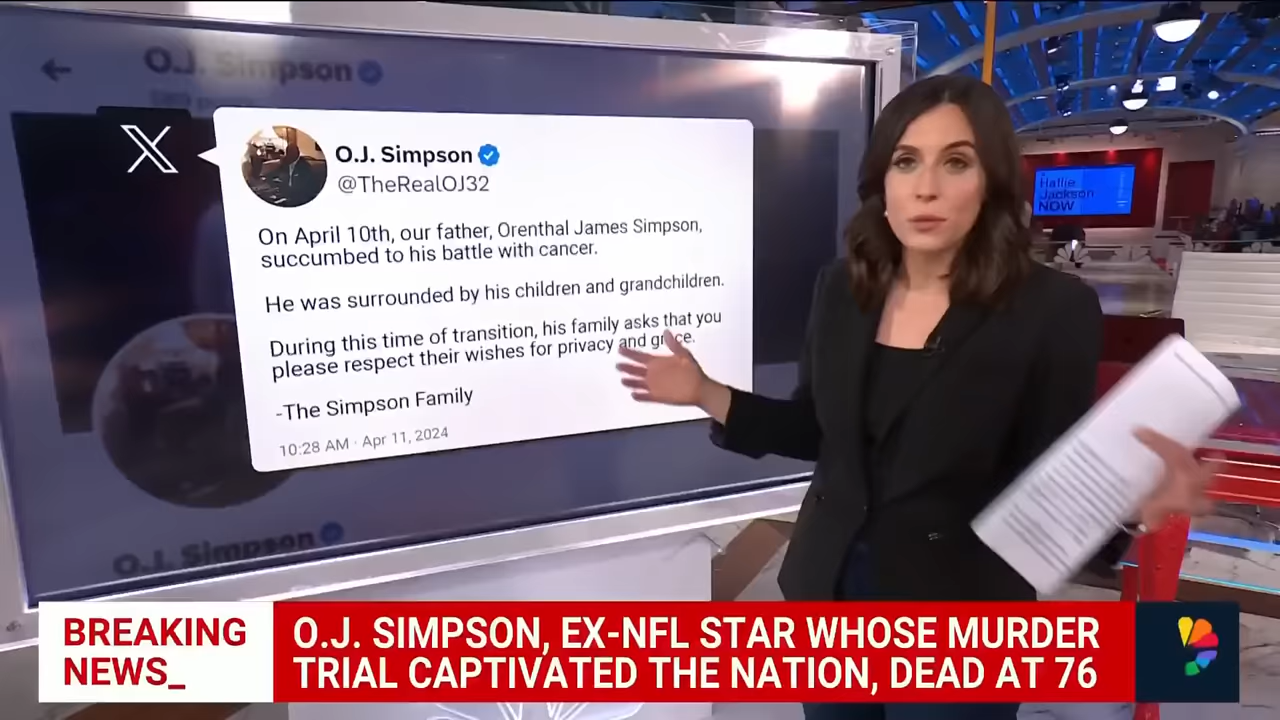 O.J. Simpson
X
O.J. Simpson
@TheRealOJ32
On April 10th, our father, Orenthal James Simpson,
succumbed to his battle with cancer.
He was surrounded by his children and grandchildren.
During this time of transition, his family asks that you
please respect their wishes for privacy and grace.
-The Simpson Family
10:28 AM · Apr 11, 2024
O.J. Simpson
Hallie
Jackson
NOW
BREAKING
NEWS_
O.J. SIMPSON, EX-NFL STAR WHOSE MURDER
TRIAL CAPTIVATED THE NATION, DEAD AT 76